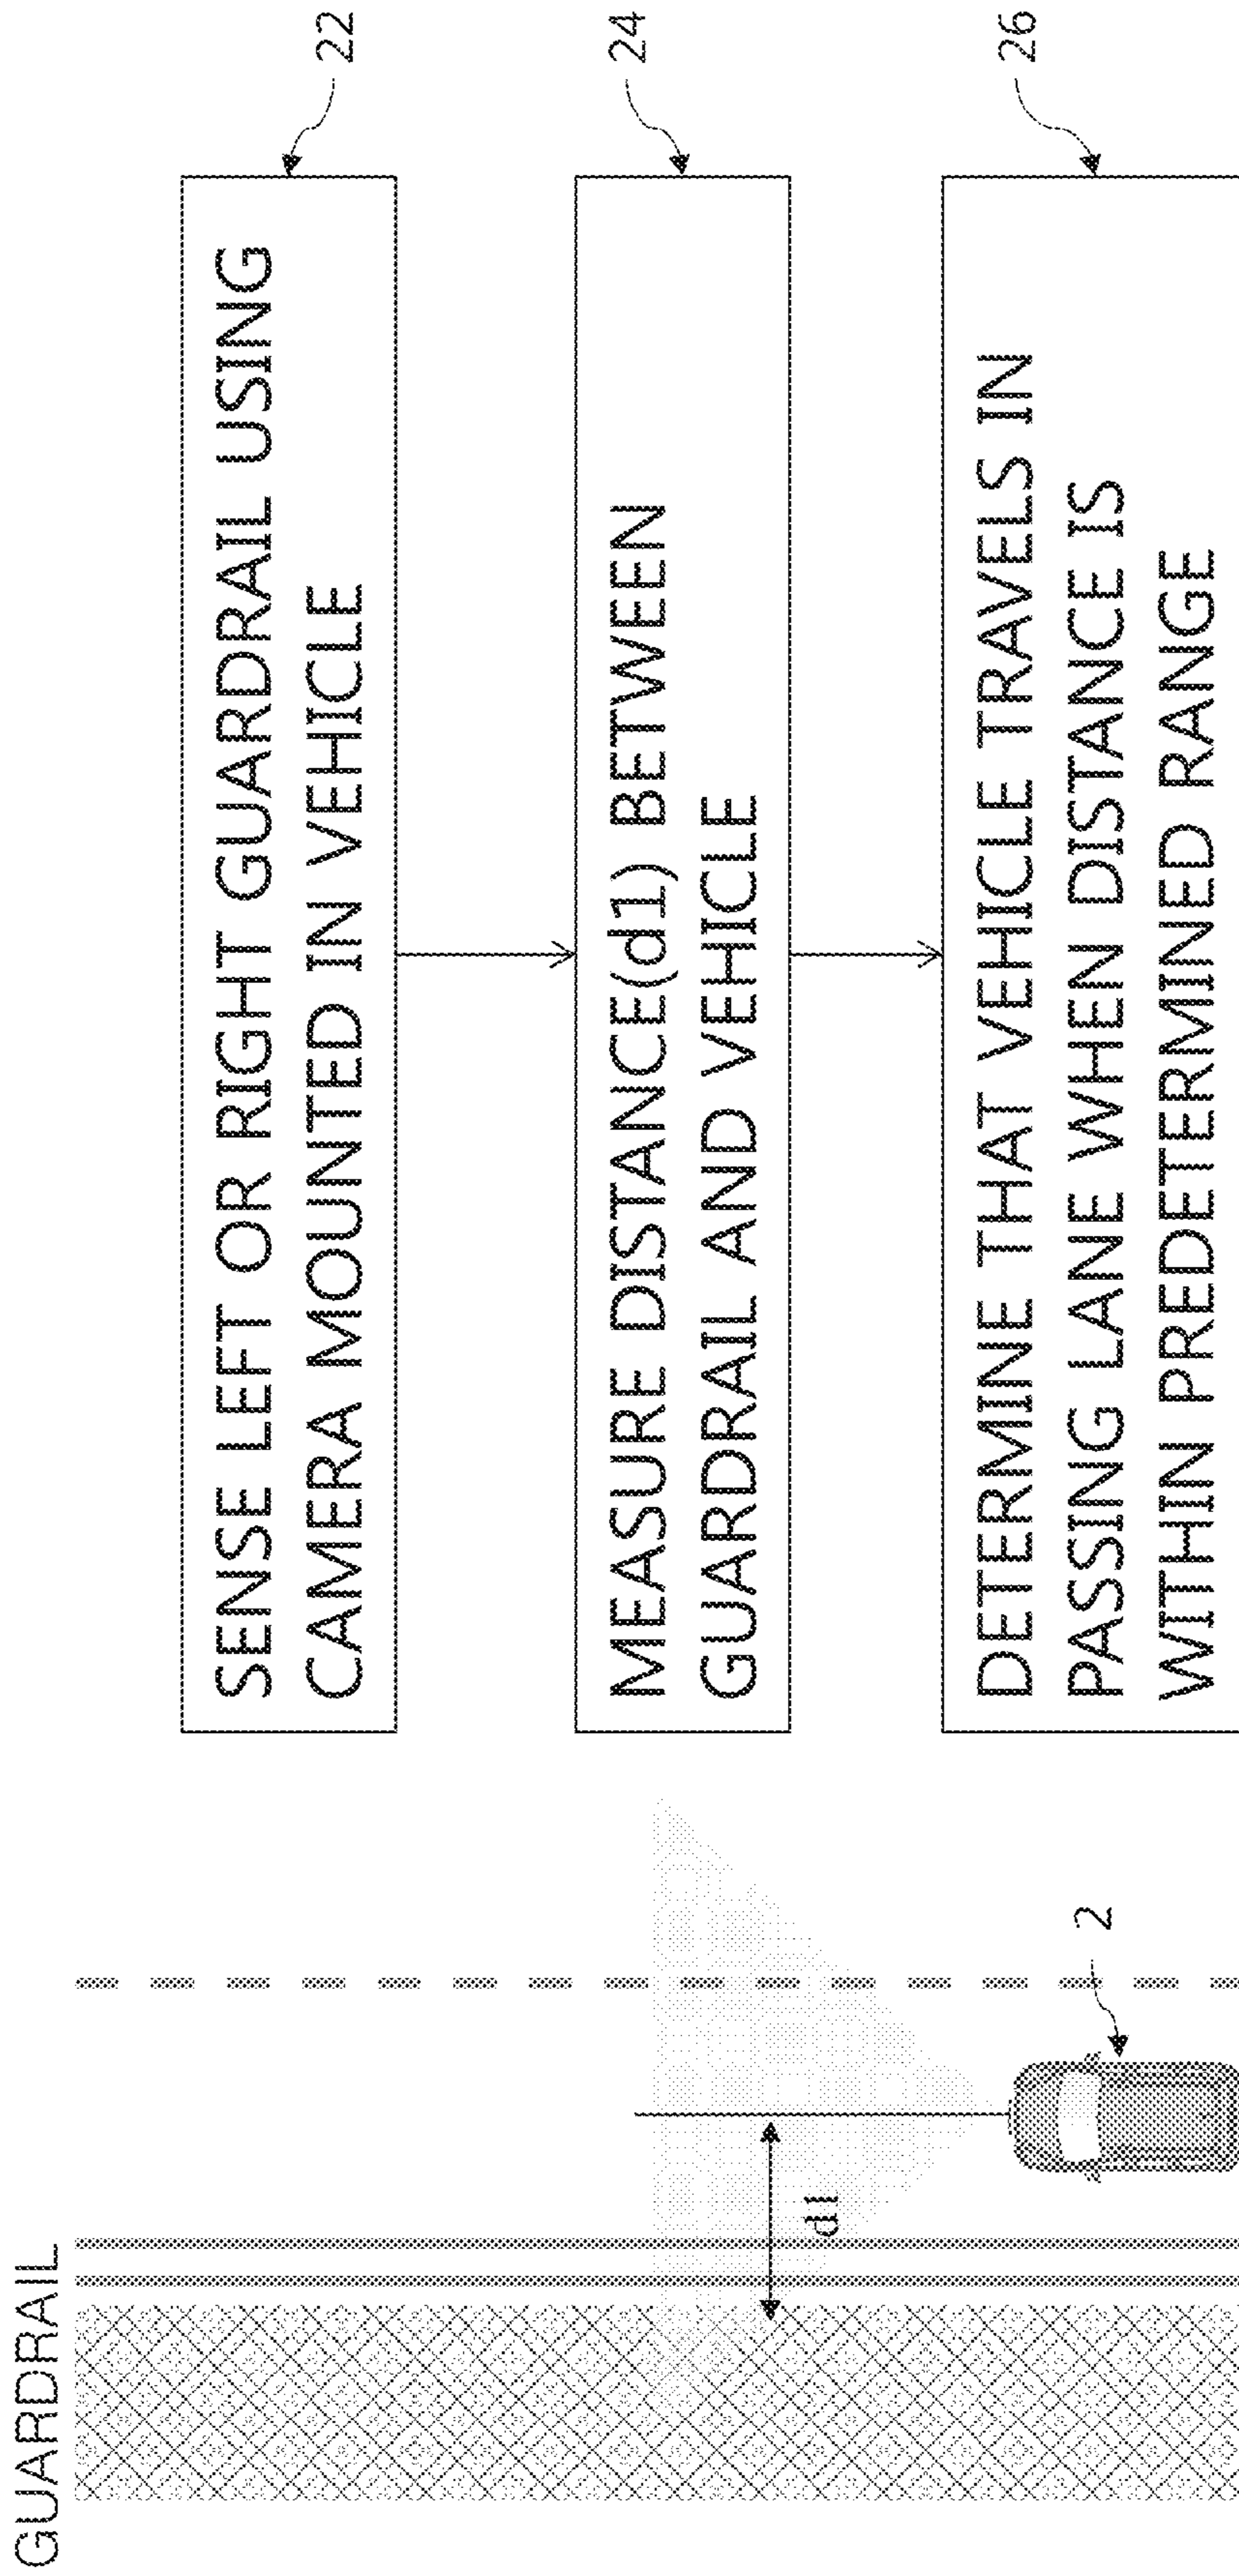 GUARDRAIL
d1
2
SENSE LEFT OR RIGHT GUARDRAIL USING
CAMERA MOUNTED IN VEHICLE
22
MEASURE DISTANCE(d1) BETWEEN
GUARDRAIL AND VEHICLE
24
DETERMINE THAT VEHICLE TRAVELS IN
PASSING LANE WHEN DISTANCE IS
WITHIN PREDETERMINED RANGE
26